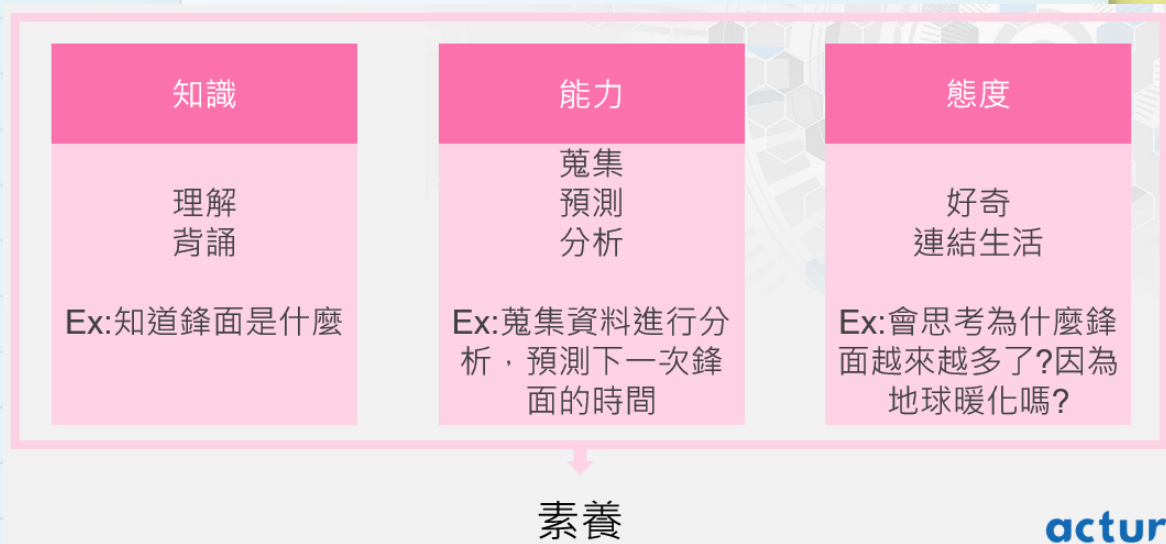 知識
理解
背誦
Ex:知道鋒面是什麼
能力
蒐集
預測
分析
Ex:蒐集資料進行分
析，預測下一次鋒
面的時間
態度
好奇
連結生活
Ex:會思考為什麼鋒
面越來越多了?因為
地球暖化嗎?
素養
actur